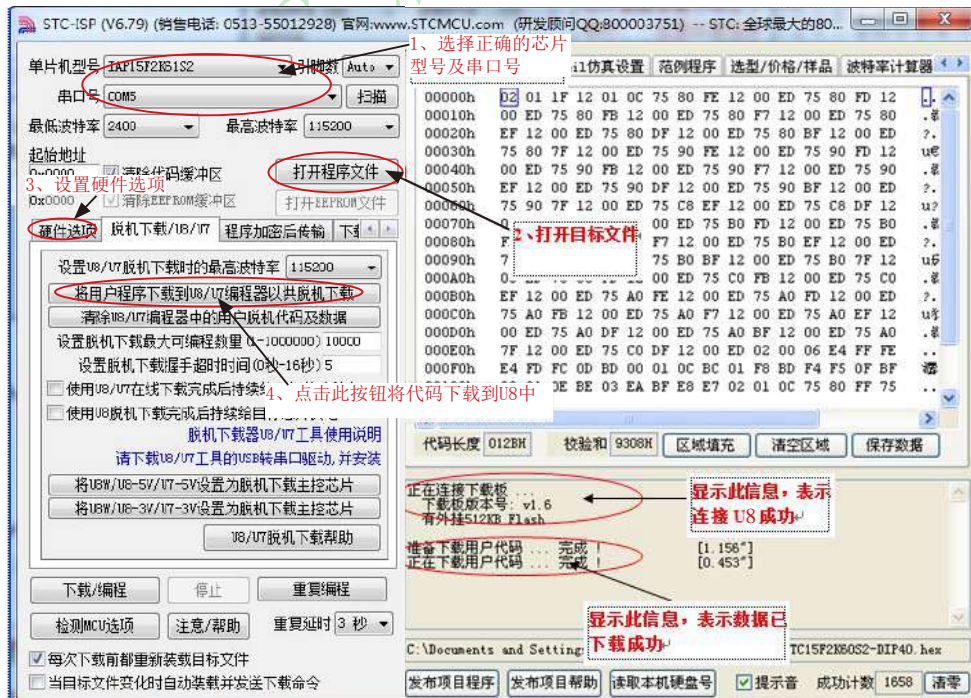 STC-ISP (V6.79) (销售电话: 0513-55012928) 官网:www.STCMCU.com (研发顾问QQ:800003751) -- STC: 全球最大的80...
1、选择正确的芯片
型号及串口号
单片机型号 IAP15F2K61S2 引脚数 Auto
串口号 COM5 扫描
最低波特率 2400 最高波特率 115200
起始地址
0x0000 清除代码缓冲区 打开程序文件
3、设置硬件选项
0x0000 清除EEPROM缓冲区 打开EEPROM文件
硬件选项 脱机下载/U8/U7 程序加密后传输
设置U8/U7脱机下载时的最高波特率 115200
将用户程序下载到U8/U7编程器以共脱机下载
清除U8/U7编程器中的用户脱机代码及数据
设置脱机下载最大可编程数量(1-1000000) 10000
设置脱机下载握手超时时间(0秒-16秒) 5
使用U8/U7在线下载完成后持续给
4、点击此按钮将代码下载到U8中
使用U8脱机下载完成后持续给目
脱机下载器U8/U7工具使用说明
请下载U8/U7工具的USB转串口驱动,并安装
将U8W/U8-5V/U7-5V设置为脱机下载主控芯片
将U8W/U8-3V/U7-3V设置为脱机下载主控芯片
U8/U7脱机下载帮助
下载/编程 停止 重复编程
检测MCU选项 注意/帮助 重复延时 3 秒
每次下载前都重新装载目标文件
当目标文件变化时自动装载并发送下载命令
仿真设置 范例程序 选型/价格/样品 波特率计算器
00000h 02 01 1F 12 01 0C 75 80 FE 12 00 ED 75 80 FD 12
00010h 00 ED 75 80 FB 12 00 ED 75 80 F7 12 00 ED 75 80
00020h EF 12 00 ED 75 80 DF 12 00 ED 75 80 BF 12 00 ED ?.
00030h 75 80 7F 12 00 ED 75 90 FE 12 00 ED 75 90 FD 12 u€
00040h 00 ED 75 90 FB 12 00 ED 75 90 F7 12 00 ED 75 90
00050h EF 12 00 ED 75 90 DF 12 00 ED 75 90 BF 12 00 ED ?.
00060h 75 90 7F 12 00 ED 75 C8 EF 12 00 ED 75 C8 DF 12 u?
2、打开目标文件
00070h 00 ED 75 B0 FD 12 00 ED 75 B0
00080h F F7 12 00 ED 75 B0 EF 12 00 ED ?.
00090h 7 75 B0 BF 12 00 ED 75 B0 7F 12
000A0h 00 ED 75 C0 FB 12 00 ED 75 C0
000B0h EF 12 00 ED 75 A0 FE 12 00 ED 75 A0 FD 12 00 ED ?.
000C0h 75 A0 FB 12 00 ED 75 A0 F7 12 00 ED 75 A0 EF 12
000D0h 00 ED 75 A0 DF 12 00 ED 75 A0 BF 12 00 ED 75 A0
000E0h 7F 12 00 ED 75 C0 DF 12 00 ED 02 00 06 E4 FF FE ..
000F0h E4 FD FC 0D BD 00 01 0C BC 01 F8 BD F4 F5 0F BF
0E BE 03 EA BF E8 E7 02 01 0C 75 80 FF 75 ..
代码长度 012BH 校验和 9308H 区域填充 清空区域 保存数据
正在连接下载板 ...
下载板版本号: v1.6
有外挂512KB Flash
显示此信息，表示
连接 U8 成功
准备下载用户代码 ... 完成 ! [1.156"]
正在下载用户代码 ... 完成 ! [0.453"]
显示此信息，表示数据已
下载成功
C:\Documents and Setting TC15F2K60S2-DIP40.hex
发布项目程序 发布项目帮助 读取本机硬盘号 提示音 成功计数 1658 清零